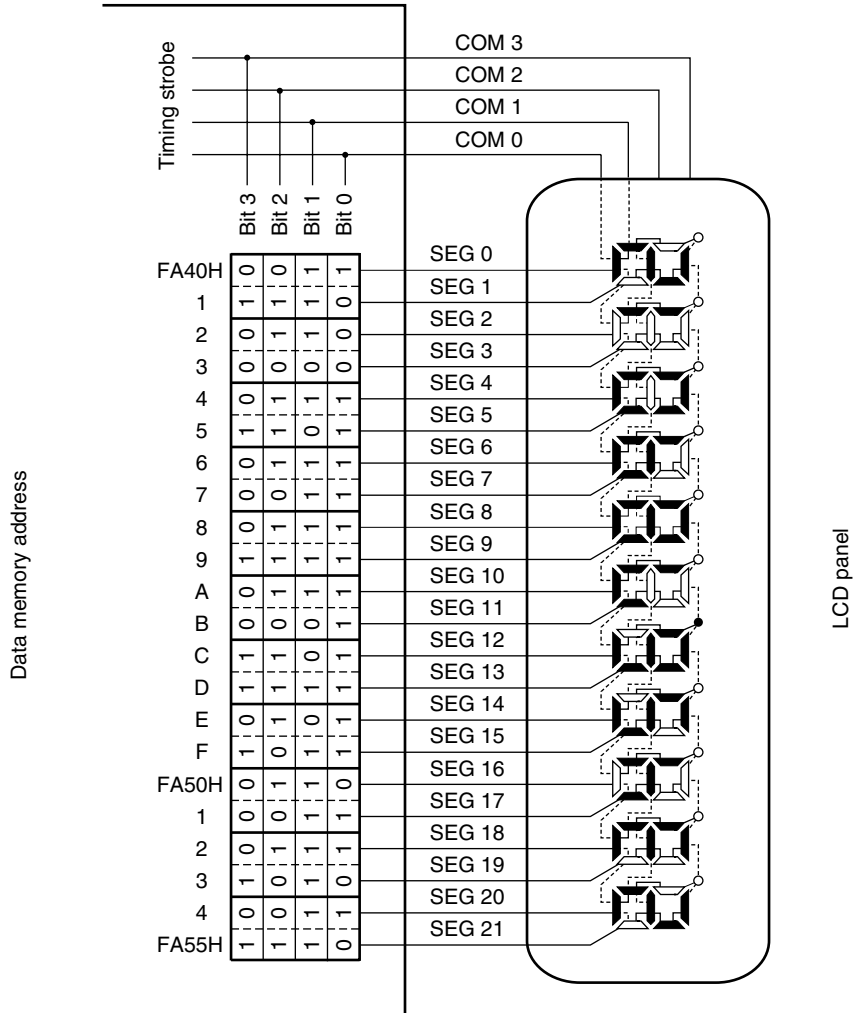 COM 3
COM 2
COM 1
COM 0
Timing strobe
Bit 3
Bit 2
Bit 1
Bit 0
FA40H 0 0 1 1 SEG 0
1 1 1 1 0 SEG 1
2 0 1 1 0 SEG 2
3 0 0 0 0 SEG 3
4 0 1 1 1 SEG 4
5 1 1 0 1 SEG 5
6 0 1 1 1 SEG 6
7 0 0 1 1 SEG 7
8 0 1 1 1 SEG 8
9 1 1 1 1 SEG 9
A 0 1 1 1 SEG 10
B 0 0 0 1 SEG 11
C 1 1 0 1 SEG 12
D 1 1 1 1 SEG 13
E 0 1 0 1 SEG 14
F 1 0 1 1 SEG 15
FA50H 0 1 1 0 SEG 16
1 0 0 1 1 SEG 17
2 0 1 1 1 SEG 18
3 1 0 1 0 SEG 19
4 0 0 1 1 SEG 20
FA55H 1 1 1 0 SEG 21
Data memory address
LCD panel